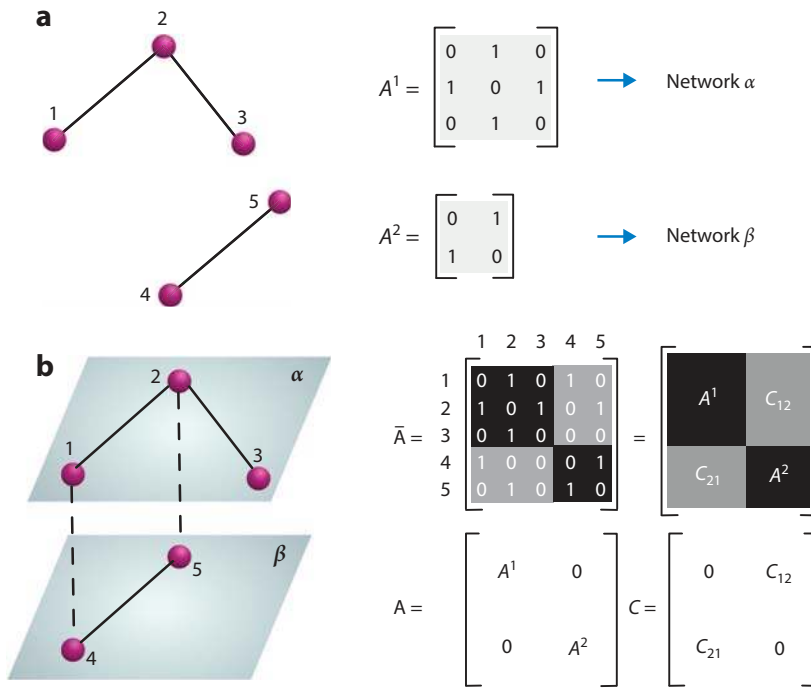 a
2
1
3
A¹ =
0 1 0
1 0 1
0 1 0
Network α
5
4
A² =
0 1
1 0
Network β
b
α
2
1
3
β
5
4
1 2 3 4 5
Ā =
1 0 1 0 1 0
2 1 0 1 0 1
3 0 1 0 0 0
4 1 0 0 0 1
5 0 1 0 1 0
=
A¹ C₁₂
C₂₁ A²
A =
A¹ 0
0 A²
C =
0 C₁₂
C₂₁ 0